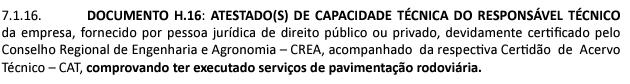 7.1.16. DOCUMENTO H.16: ATESTADO(S) DE CAPACIDADE TÉCNICA DO RESPONSÁVEL TÉCNICO
da empresa, fornecido por pessoa jurídica de direito público ou privado, devidamente certificado pelo
Conselho Regional de Engenharia e Agronomia – CREA, acompanhado da respectiva Certidão de Acervo
Técnico – CAT, comprovando ter executado serviços de pavimentação rodoviária.